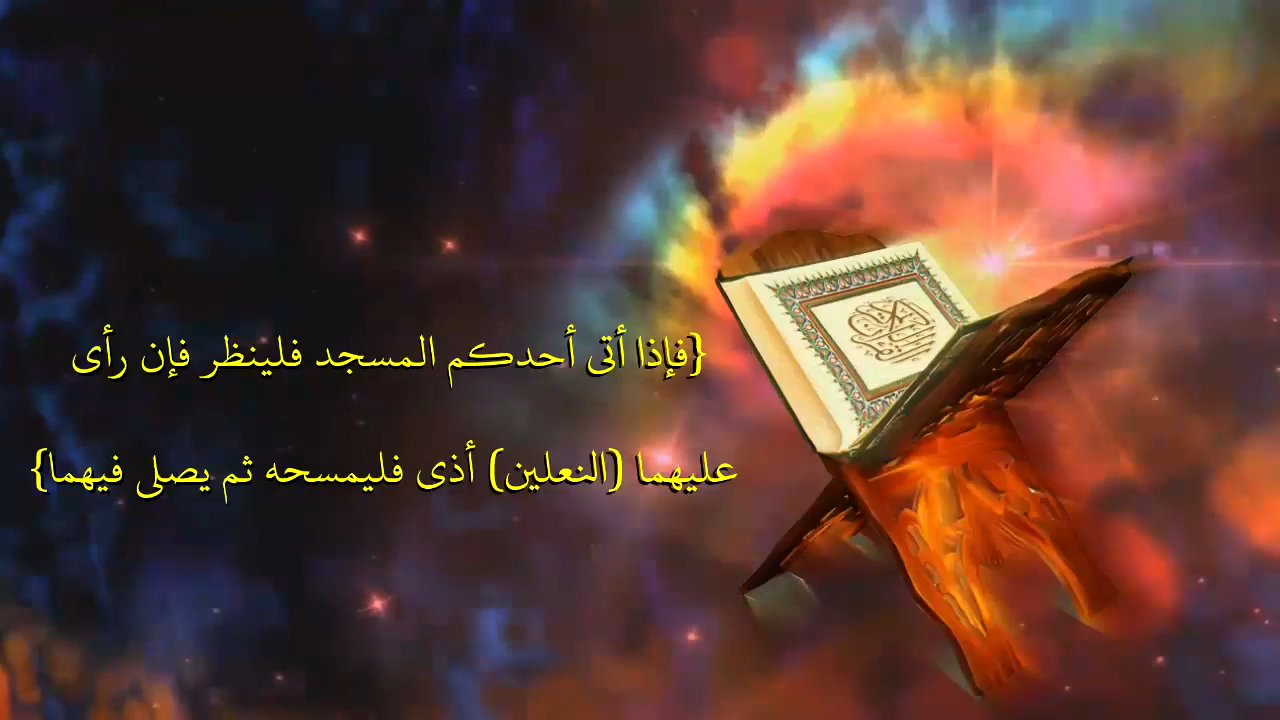 {فإذا أتى أحدكم المسجد فلينظر فإن رأى
عليهما (النعلين) أذى فليمسحه ثم يصلى فيهما}